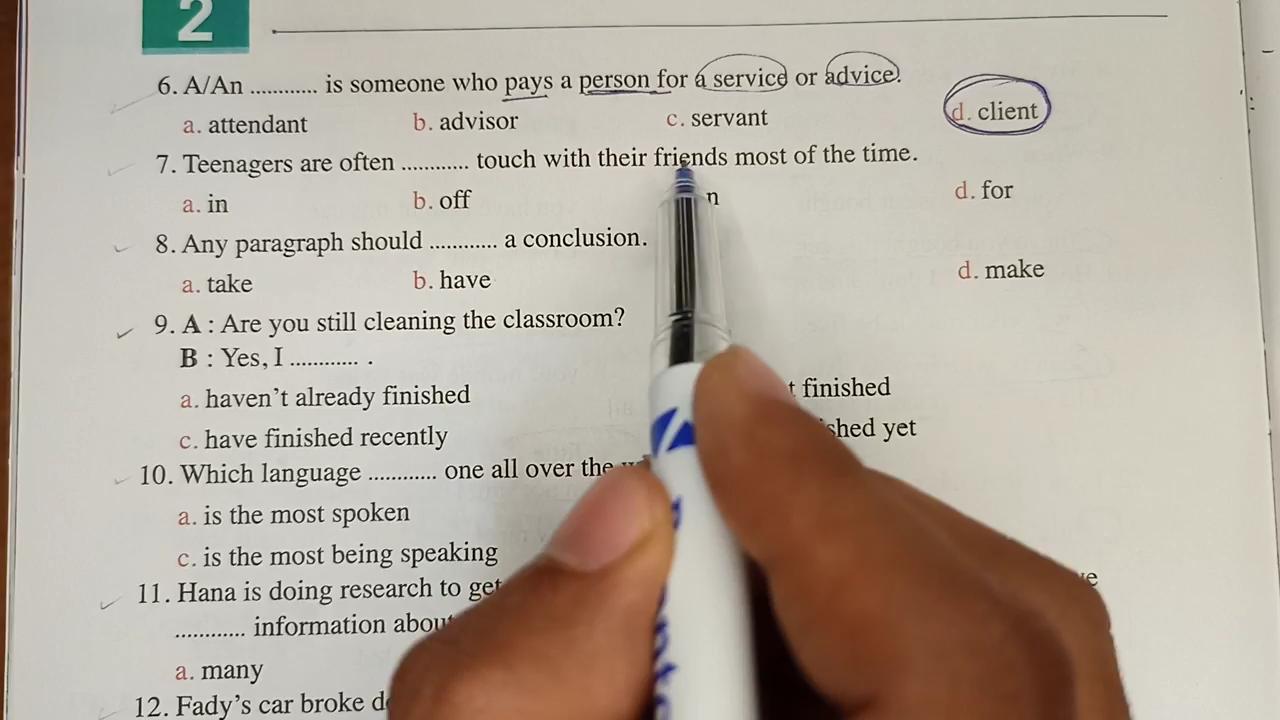 2
6. A/An ............ is someone who pays a person for a service or advice.
a. attendant b. advisor c. servant d. client
7. Teenagers are often ............ touch with their friends most of the time.
a. in b. off n d. for
8. Any paragraph should ............ a conclusion.
a. take b. have d. make
9. A : Are you still cleaning the classroom?
B : Yes, I ............ .
a. haven't already finished t finished
c. have finished recently shed yet
10. Which language ............ one all over the
a. is the most spoken
c. is the most being speaking
11. Hana is doing research to get
............ information about
a. many
12. Fady's car broke